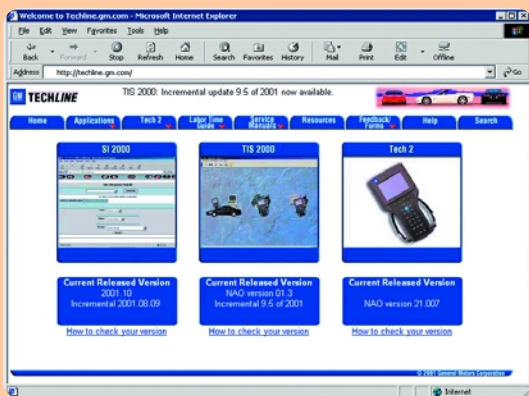 Welcome to Techline.gm.com - Microsoft Internet Explorer
File Edit View Favorites Tools Help
Back Forward Stop Refresh Home Search Favorites History Mail Print Edit Offline
Address http://techline.gm.com/ Go
GM TECHLINE TIS 2000: Incremental update 9.5 of 2001 now available.
Home Applications Tech 2 Labor Time Guide Service Manuals Resources Feedback/Forms Help Search
SI 2000 TIS 2000 Tech 2
Current Released Version Current Released Version Current Released Version
2001.10 NAO version 01.3
Incremental 2001.08.09 Incremental 9.5 of 2001 NAO version 21.007
How to check your version How to check your version How to check your version
© 2001 General Motors Corporation
Internet